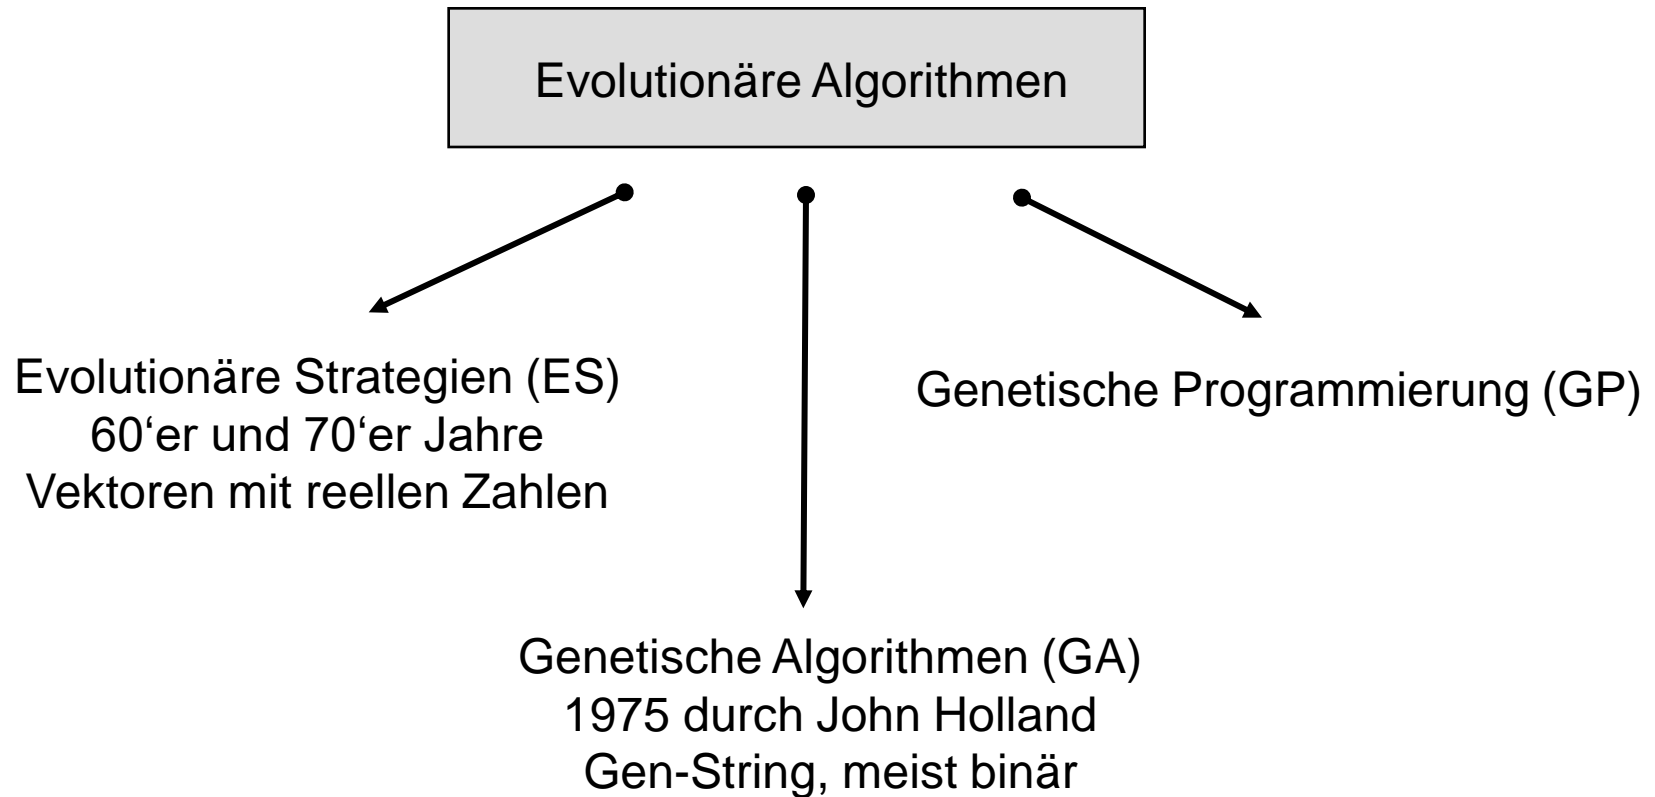 Evolutionäre Algorithmen
Evolutionäre Strategien (ES)
60‘er und 70‘er Jahre
Vektoren mit reellen Zahlen
Genetische Programmierung (GP)
Genetische Algorithmen (GA)
1975 durch John Holland
Gen-String, meist binär